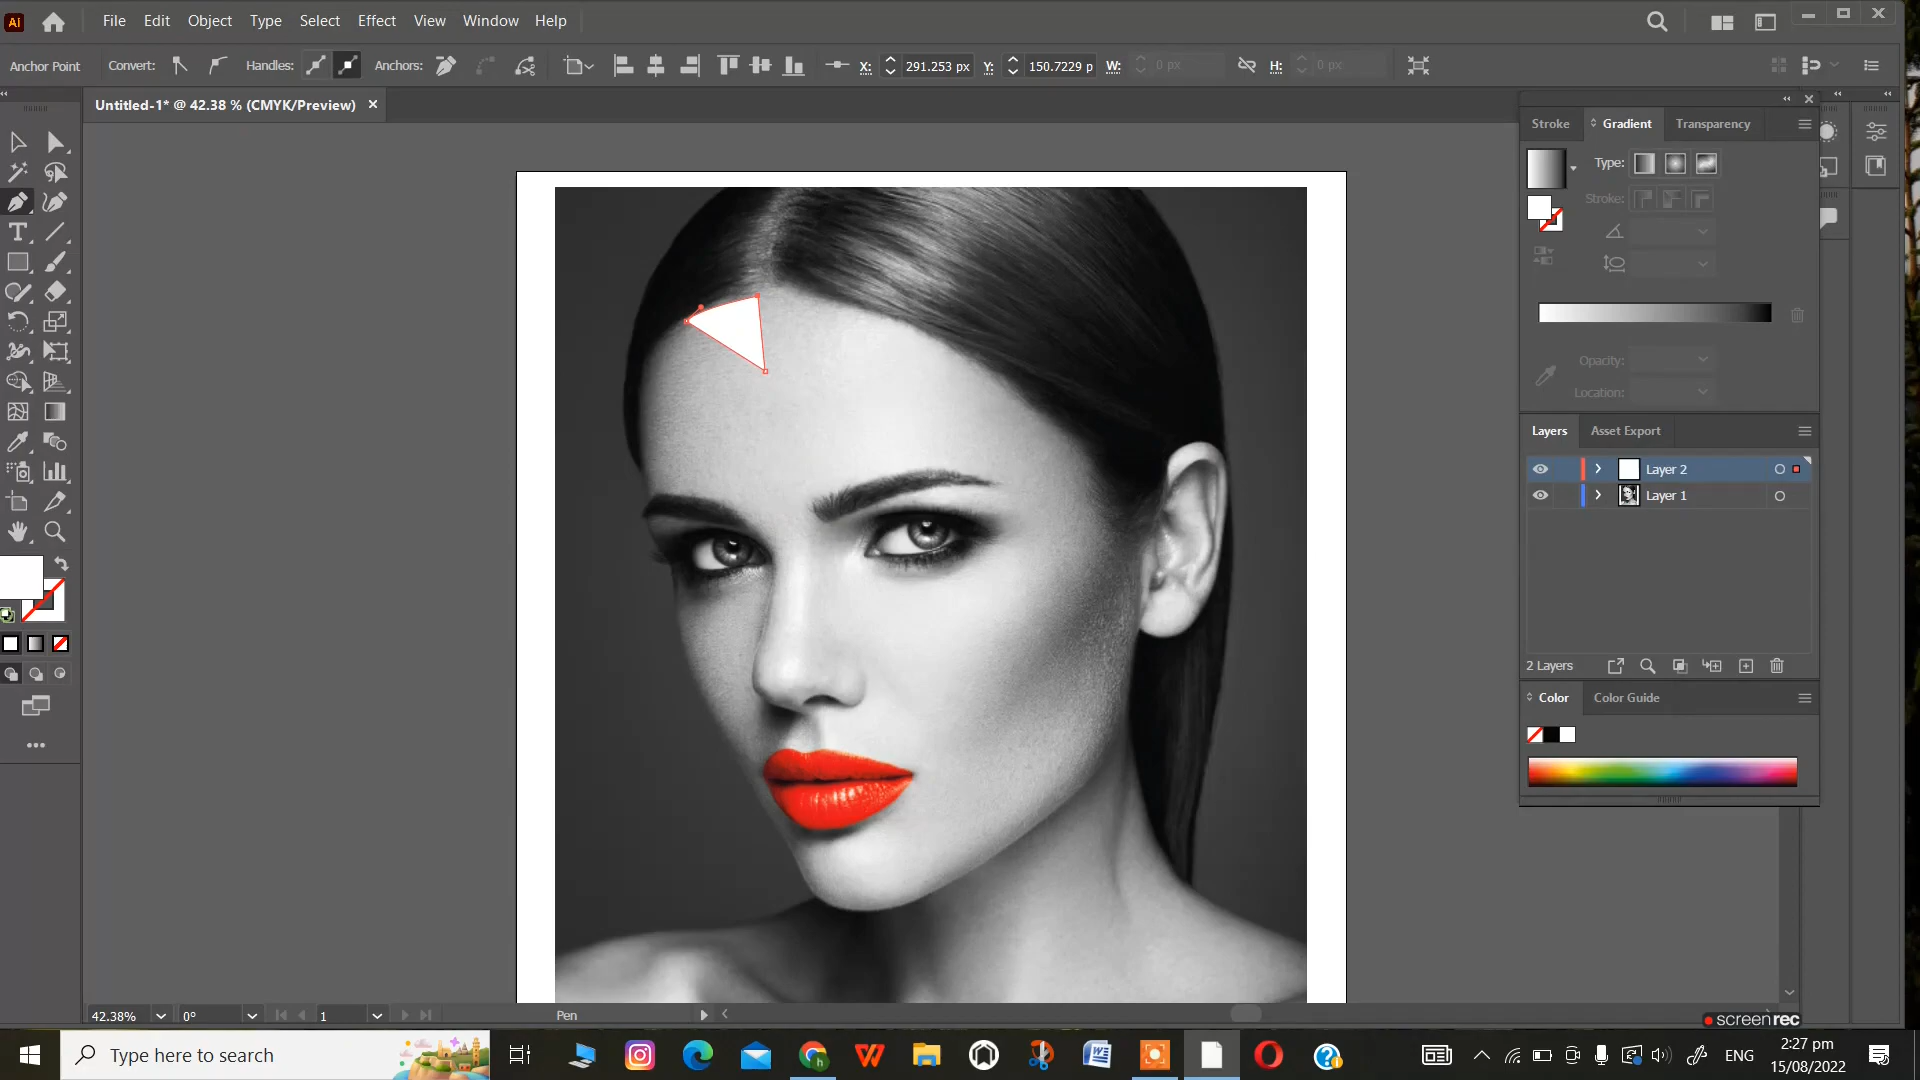 Ai File Edit Object Type Select Effect View Window Help
Anchor Point Convert: Handles: Anchors: X: 291.253 px Y: 150.7229 p W: 0 px H: 0 px
Untitled-1* @ 42.38 % (CMYK/Preview)
Stroke Gradient Transparency
Type:
Stroke:
Opacity:
Location:
Layers Asset Export
Layer 2
Layer 1
2 Layers
Color Color Guide
42.38% 0° 1 Pen
screenrec
Type here to search
ENG
2:27 pm
15/08/2022